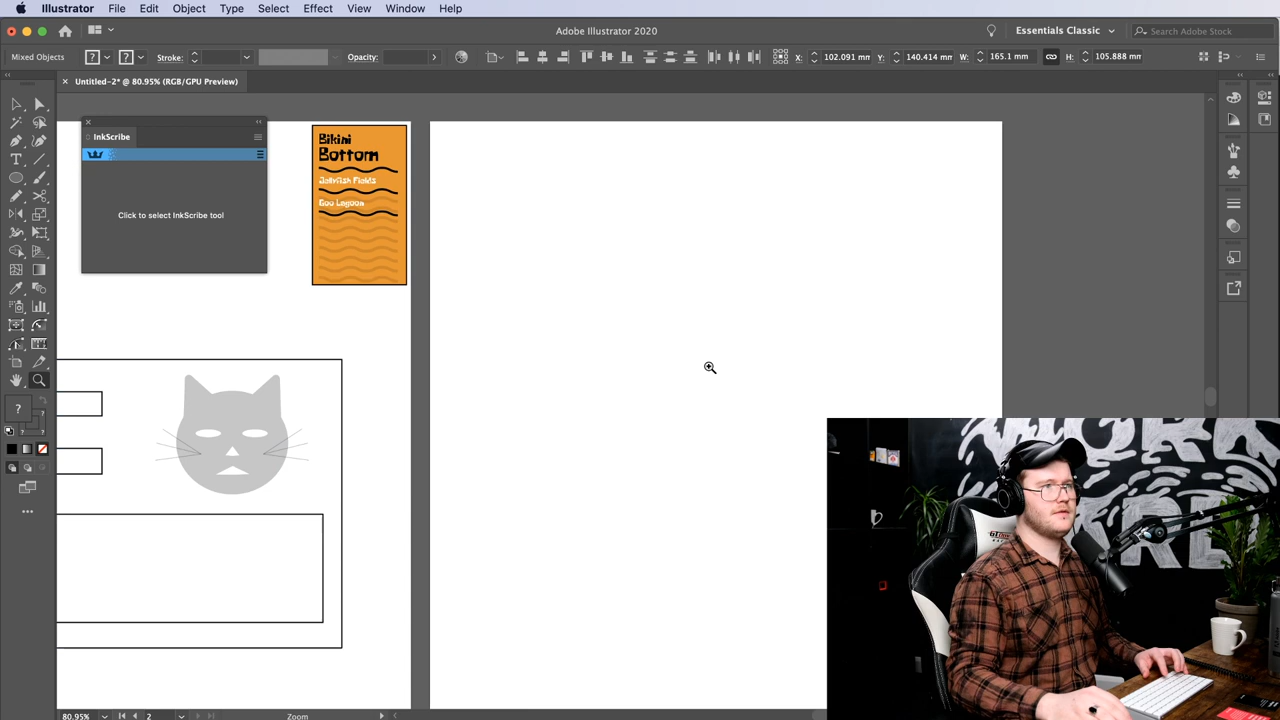 Illustrator File Edit Object Type Select Effect View Window Help
Adobe Illustrator 2020
Essentials Classic
Search Adobe Stock
Mixed Objects
Stroke:
Opacity:
X: 102.091 mm
Y: 140.414 mm
W: 165.1 mm
H: 105.888 mm
Untitled-2* @ 80.95% (RGB/GPU Preview)
InkScribe
Click to select InkScribe tool
Bikini
Bottom
Jellyfish Fields
Goo Lagoon
80.95%
2
Zoom